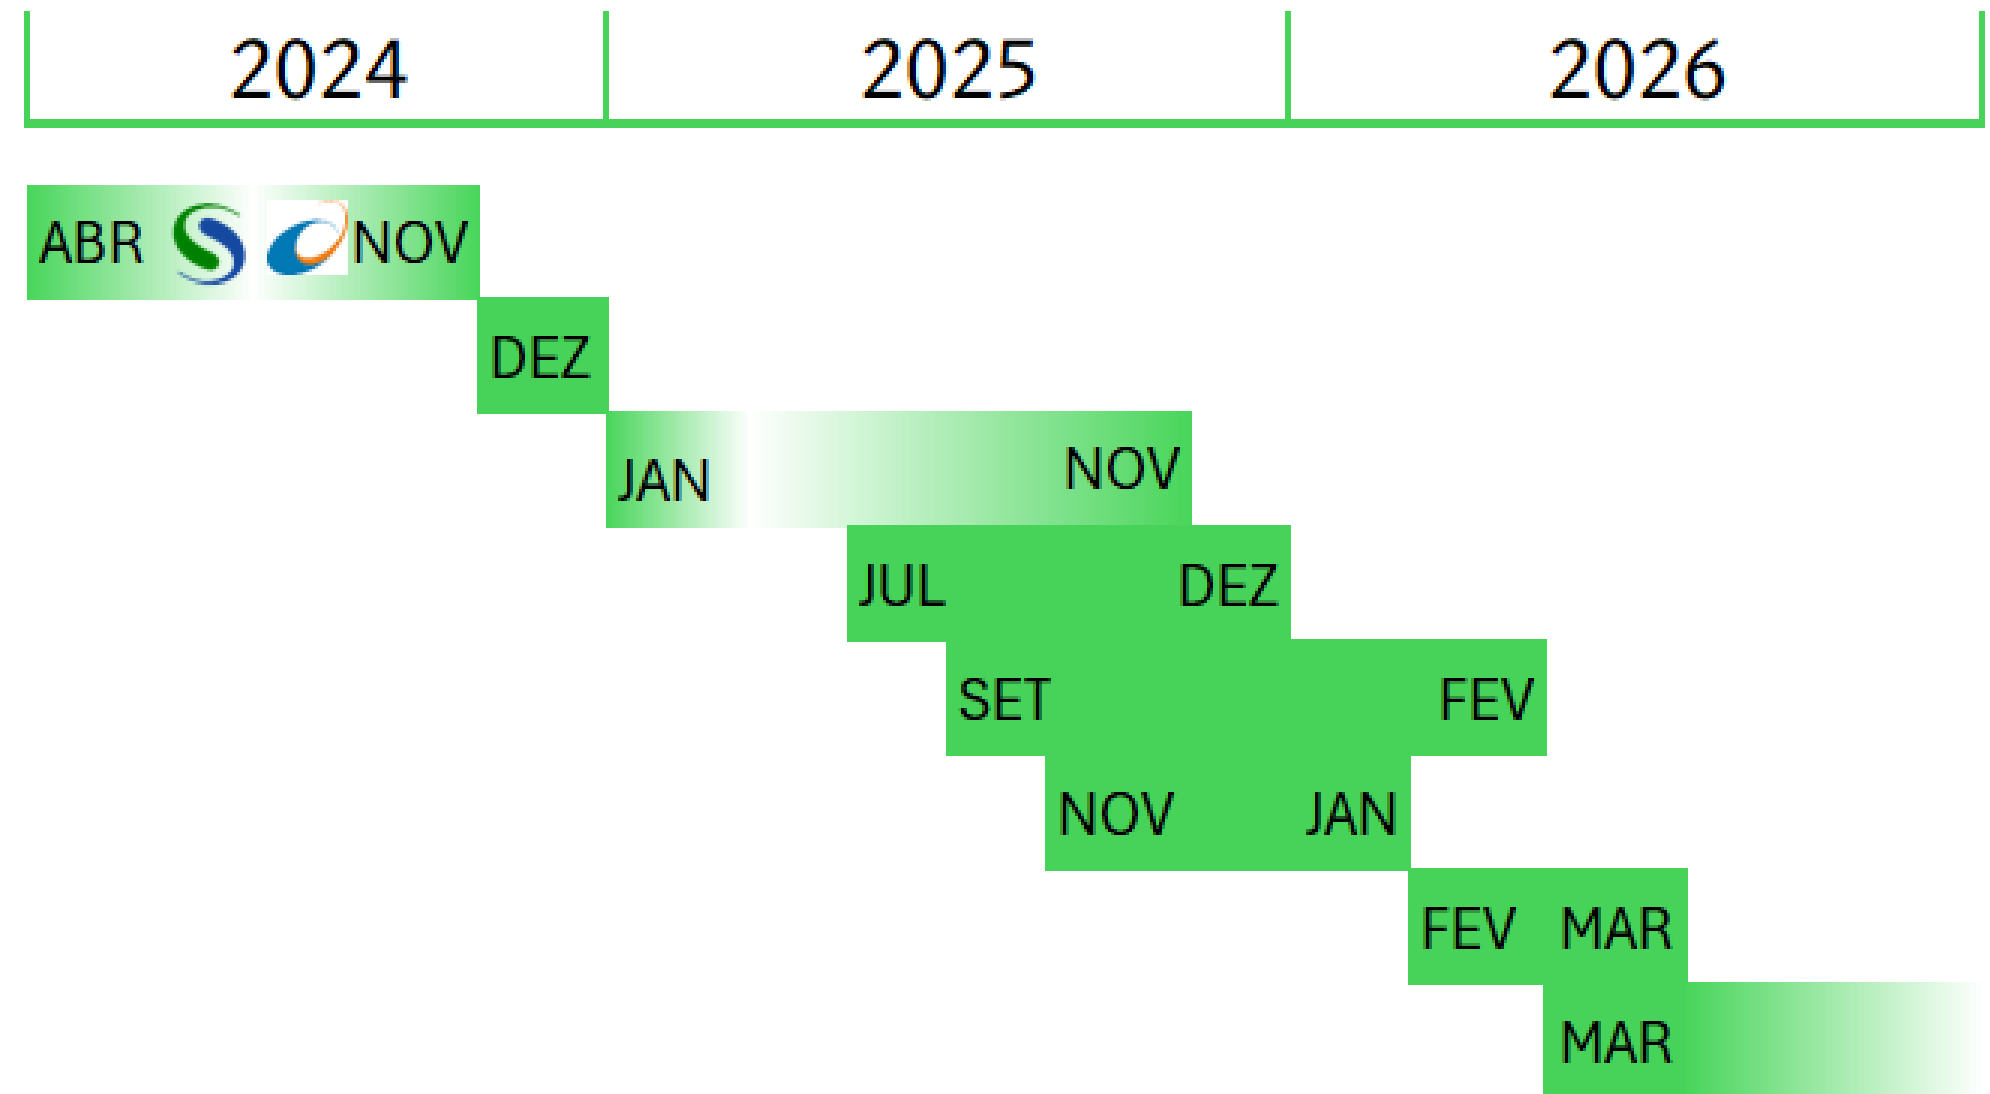 2024 2025 2026
ABR NOV
DEZ
JAN NOV
JUL DEZ
SET FEV
NOV JAN
FEV MAR
MAR